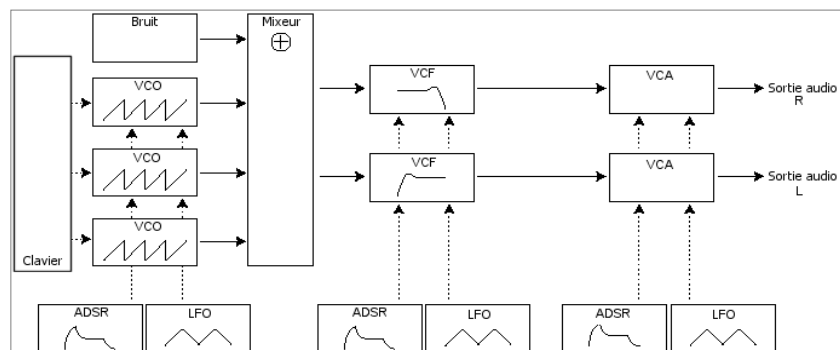 Bruit
Mixeur
VCO
VCF
VCA
Sortie audio
R
VCO
VCF
VCA
Sortie audio
L
VCO
Clavier
ADSR
LFO
ADSR
LFO
ADSR
LFO